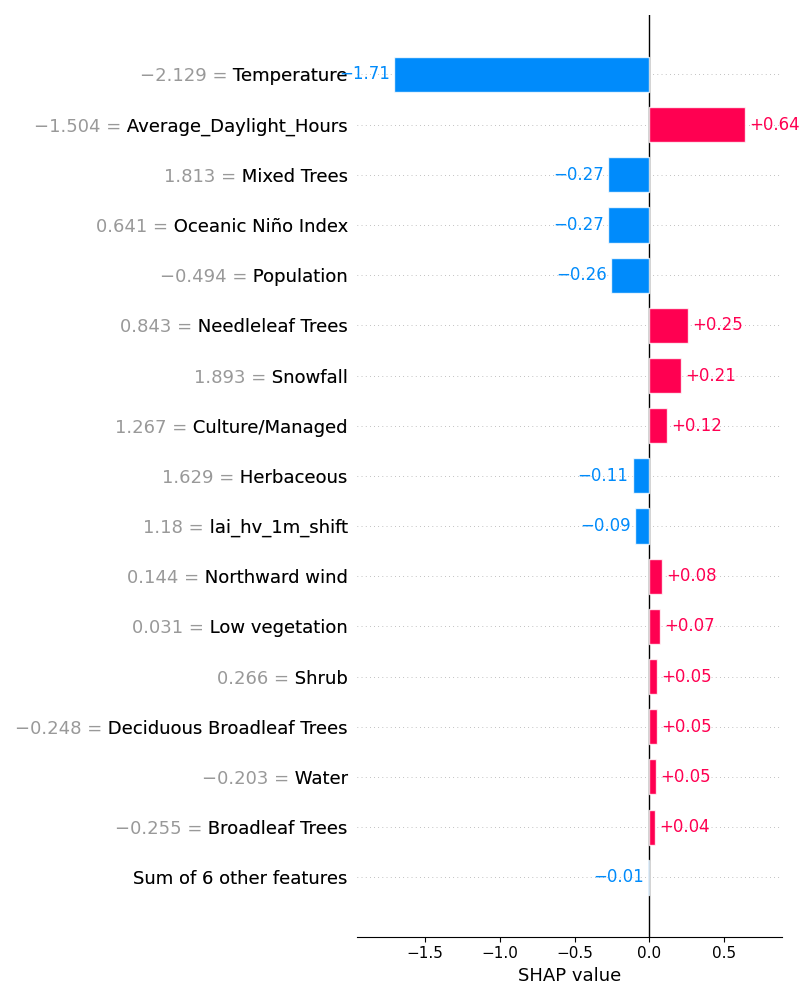 −2.129 = Temperature −1.71
−1.504 = Average_Daylight_Hours +0.64
1.813 = Mixed Trees −0.27
0.641 = Oceanic Niño Index −0.27
−0.494 = Population −0.26
0.843 = Needleleaf Trees +0.25
1.893 = Snowfall +0.21
1.267 = Culture/Managed +0.12
1.629 = Herbaceous −0.11
1.18 = lai_hv_1m_shift −0.09
0.144 = Northward wind +0.08
0.031 = Low vegetation +0.07
0.266 = Shrub +0.05
−0.248 = Deciduous Broadleaf Trees +0.05
−0.203 = Water +0.05
−0.255 = Broadleaf Trees +0.04
Sum of 6 other features −0.01
−1.5 −1.0 −0.5 0.0 0.5
SHAP value